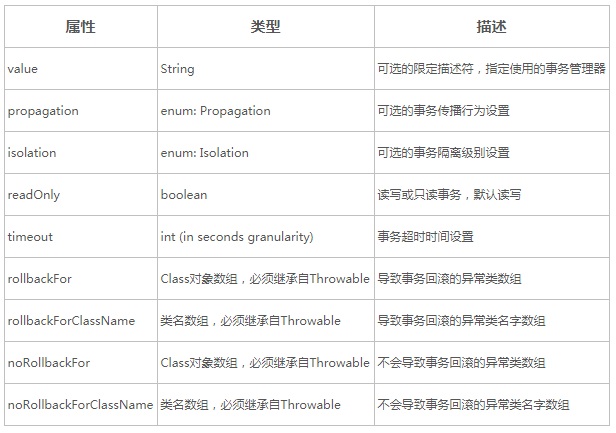 属性 类型 描述
value String 可选的限定描述符，指定使用的事务管理器
propagation enum: Propagation 可选的事务传播行为设置
isolation enum: Isolation 可选的事务隔离级别设置
readOnly boolean 读写或只读事务，默认读写
timeout int (in seconds granularity) 事务超时时间设置
rollbackFor Class对象数组，必须继承自Throwable 导致事务回滚的异常类数组
rollbackForClassName 类名数组，必须继承自Throwable 导致事务回滚的异常类名字数组
noRollbackFor Class对象数组，必须继承自Throwable 不会导致事务回滚的异常类数组
noRollbackForClassName 类名数组，必须继承自Throwable 不会导致事务回滚的异常类名字数组